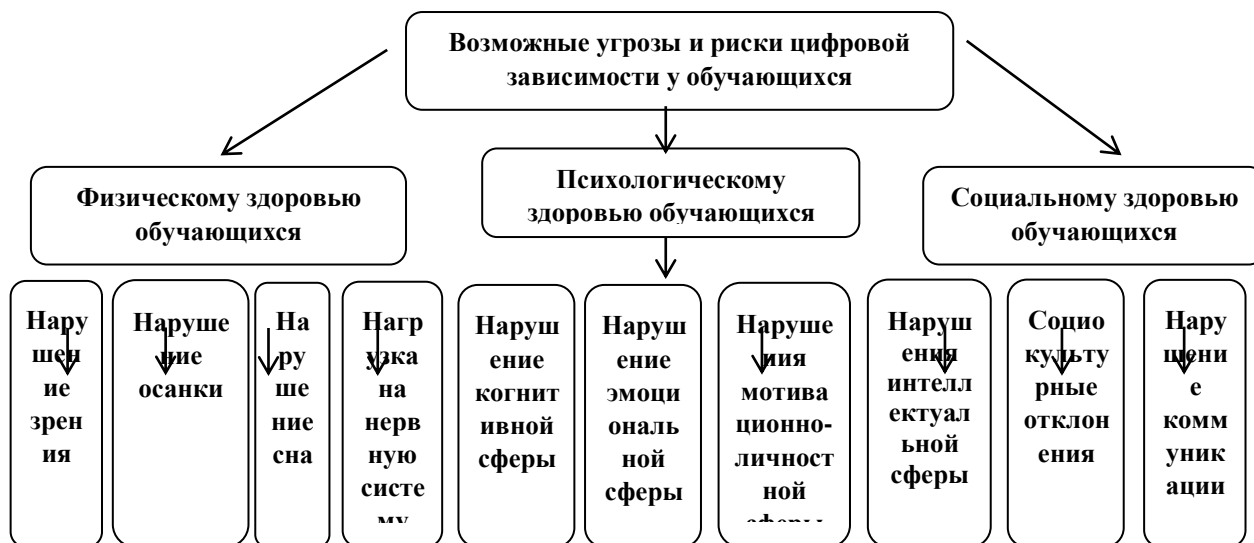 Возможные угрозы и риски цифровой
зависимости у обучающихся
Физическому здоровью
обучающихся
Психологическому
здоровью обучающихся
Социальному здоровью
обучающихся
Нару
шен
ие
зрен
ия
Наруше
ние
осанки
На
ру
ше
ние
сна
Нагр
узка
на
нерв
ную
систе
му
Наруш
ение
когнит
ивной
сферы
Наруш
ение
эмоци
ональ
ной
сферы
Наруше
ния
мотива
ционно-
личност
ной
сферы
Наруш
ения
интелл
ектуал
ьной
сферы
Социо
культу
рные
отклон
ения
Нару
шени
е
комм
уник
ации